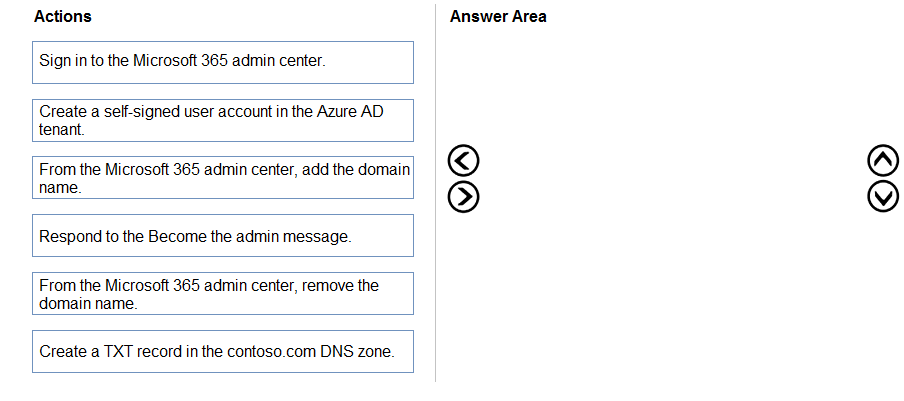 Actions
Answer Area
Sign in to the Microsoft 365 admin center.
Create a self-signed user account in the Azure AD
tenant.
From the Microsoft 365 admin center, add the domain
name.
Respond to the Become the admin message.
From the Microsoft 365 admin center, remove the
domain name.
Create a TXT record in the contoso.com DNS zone.